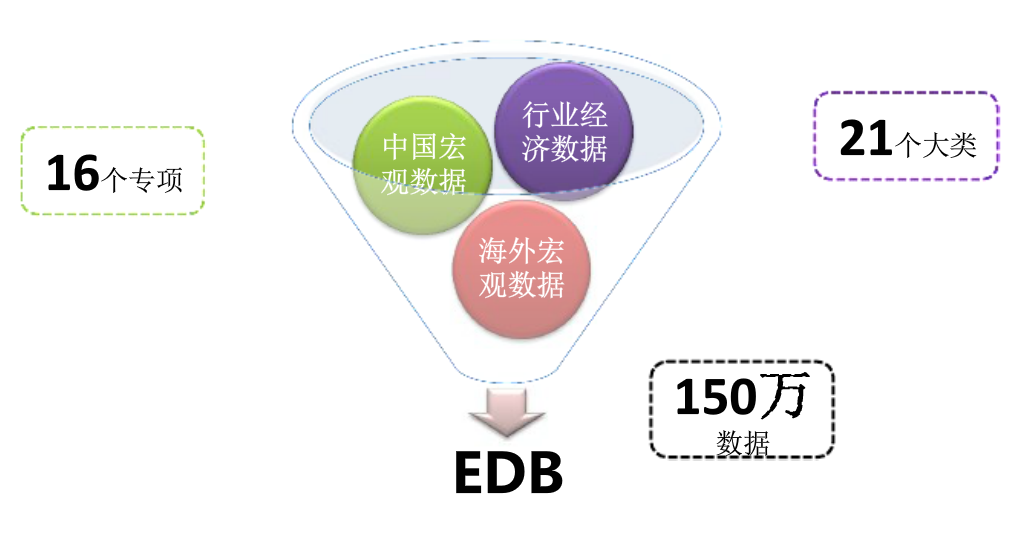 行业经
济数据
中国宏
观数据
21个大类
16个专项
海外宏
观数据
150万
数据
EDB